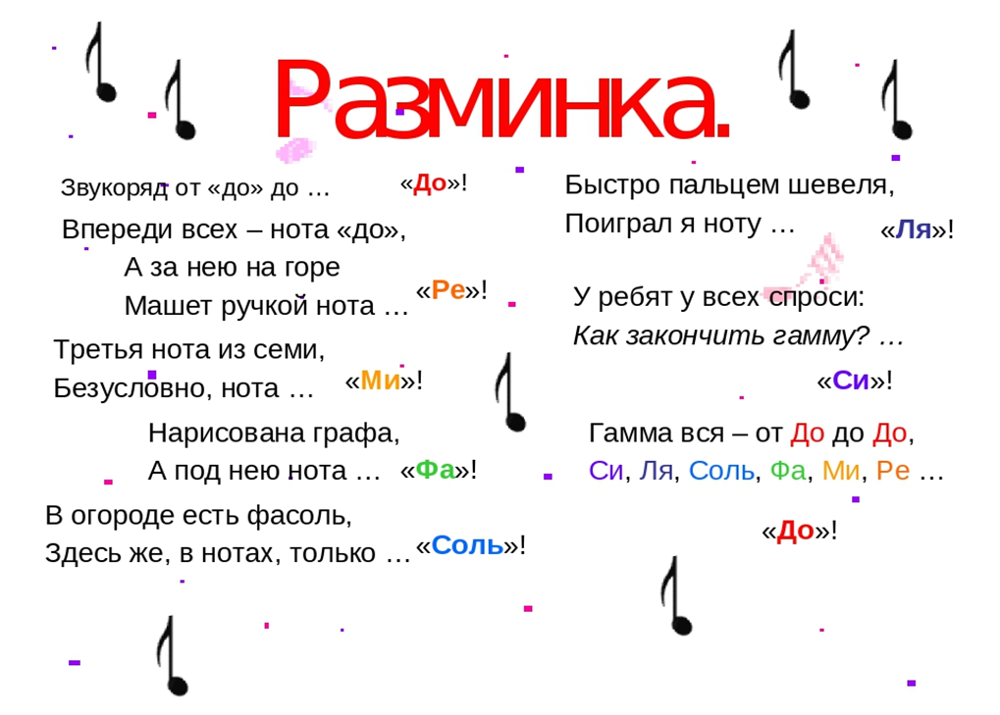 Разминка.
Звукоряд от «до» до … «До»!
Впереди всех – нота «до»,
А за нею на горе
Машет ручкой нота … «Ре»!
Третья нота из семи,
Безусловно, нота … «Ми»!
Нарисована графа,
А под нею нота … «Фа»!
В огороде есть фасоль,
Здесь же, в нотах, только … «Соль»!
Быстро пальцем шевеля,
Поиграл я ноту … «Ля»!
У ребят у всех спроси:
Как закончить гамму? …
«Си»!
Гамма вся – от До до До,
Си, Ля, Соль, Фа, Ми, Ре …
«До»!